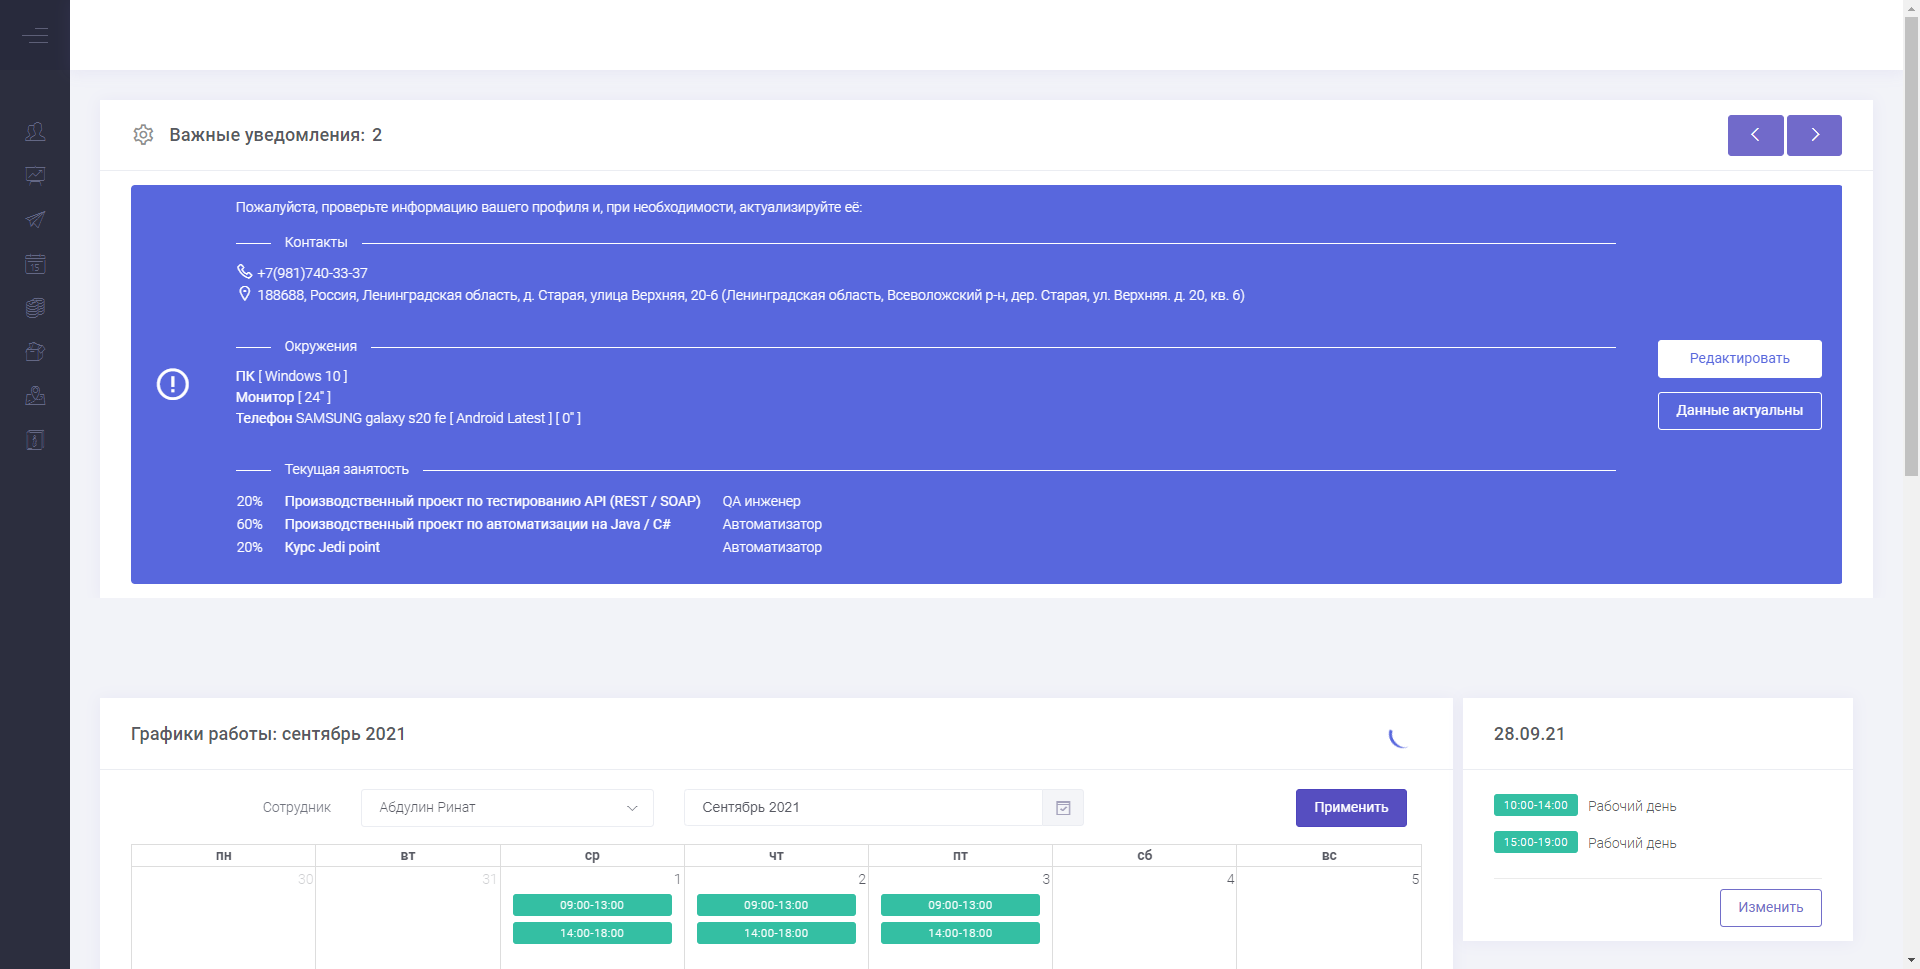 Важные уведомления: 2
Пожалуйста, проверьте информацию вашего профиля и, при необходимости, актуализируйте её:
Контакты
+7(981)740-33-37
188688, Россия, Ленинградская область, д. Старая, улица Верхняя, 20-6 (Ленинградская область, Всеволожский р-н, дер. Старая, ул. Верхняя. д. 20, кв. 6)
Окружения
ПК [ Windows 10 ]
Монитор [ 24" ]
Телефон SAMSUNG galaxy s20 fe [ Android Latest ] [ 0" ]
Редактировать
Данные актуальны
Текущая занятость
20% Производственный проект по тестированию API (REST / SOAP) QA инженер
60% Производственный проект по автоматизации на Java / C# Автоматизатор
20% Курс Jedi point Автоматизатор
Графики работы: сентябрь 2021
Сотрудник Абдулин Ринат Сентябрь 2021 Применить
пн вт ср чт пт сб вс
30 31 1 2 3 4 5
09:00-13:00 09:00-13:00 09:00-13:00
14:00-18:00 14:00-18:00 14:00-18:00
28.09.21
10:00-14:00 Рабочий день
15:00-19:00 Рабочий день
Изменить
15